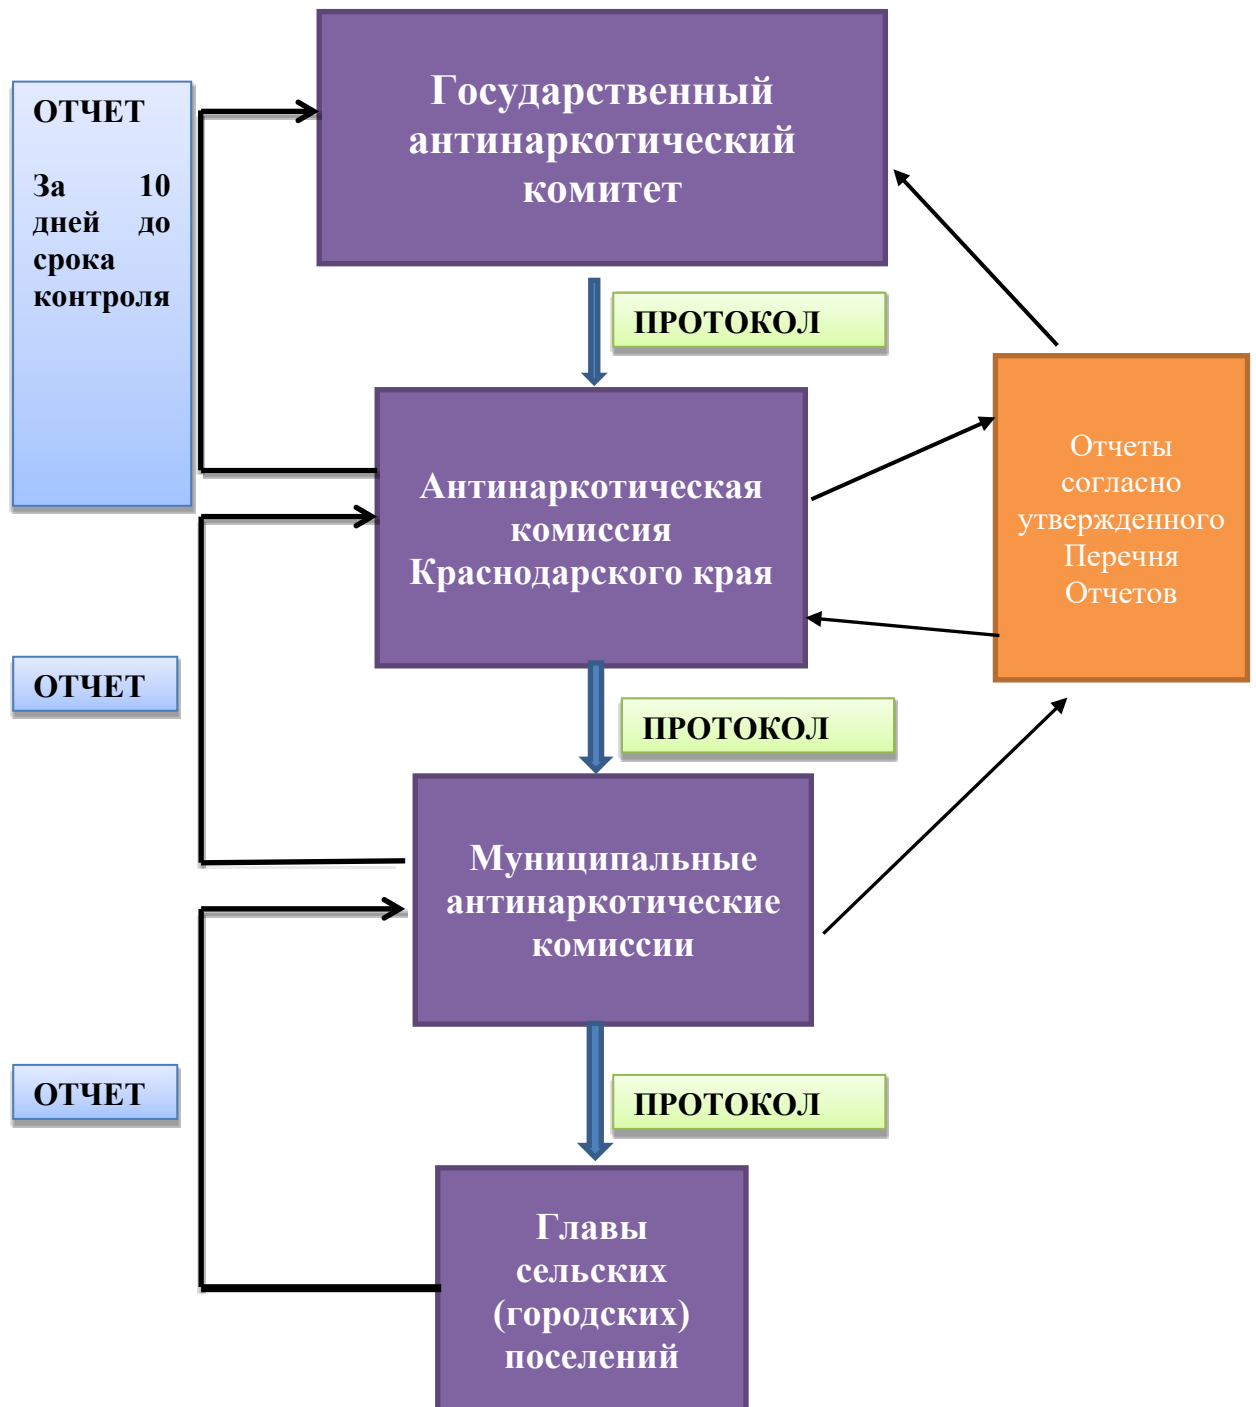 Государственный
антинаркотический
комитет
ОТЧЕТ
За 10
дней до
срока
контроля
ПРОТОКОЛ
Антинаркотическая
комиссия
Краснодарского края
Отчеты
согласно
утвержденного
Перечня
Отчетов
ОТЧЕТ
ПРОТОКОЛ
Муниципальные
антинаркотические
комиссии
ОТЧЕТ
ПРОТОКОЛ
Главы
сельских
(городских)
поселений